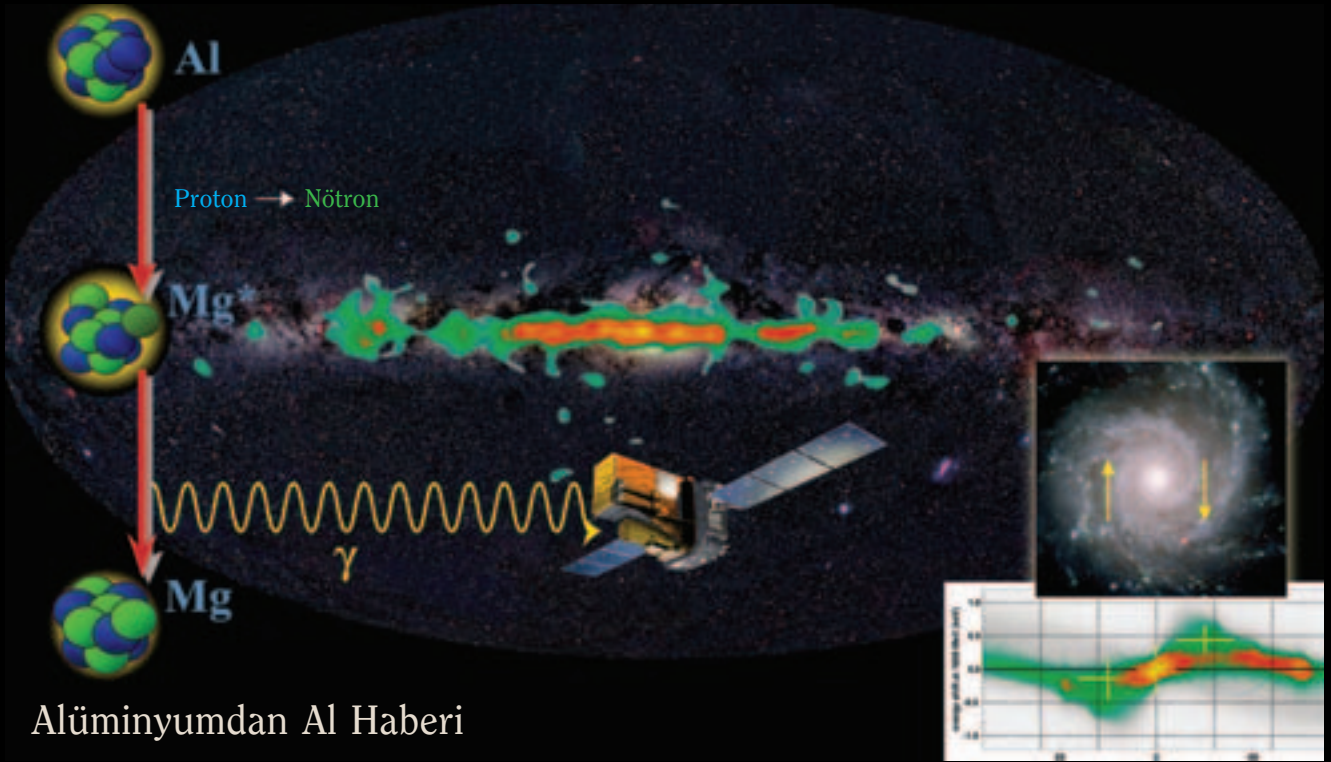 Al
Proton → Nötron
Mg*
γ
Mg
Alüminyumdan Al Haberi